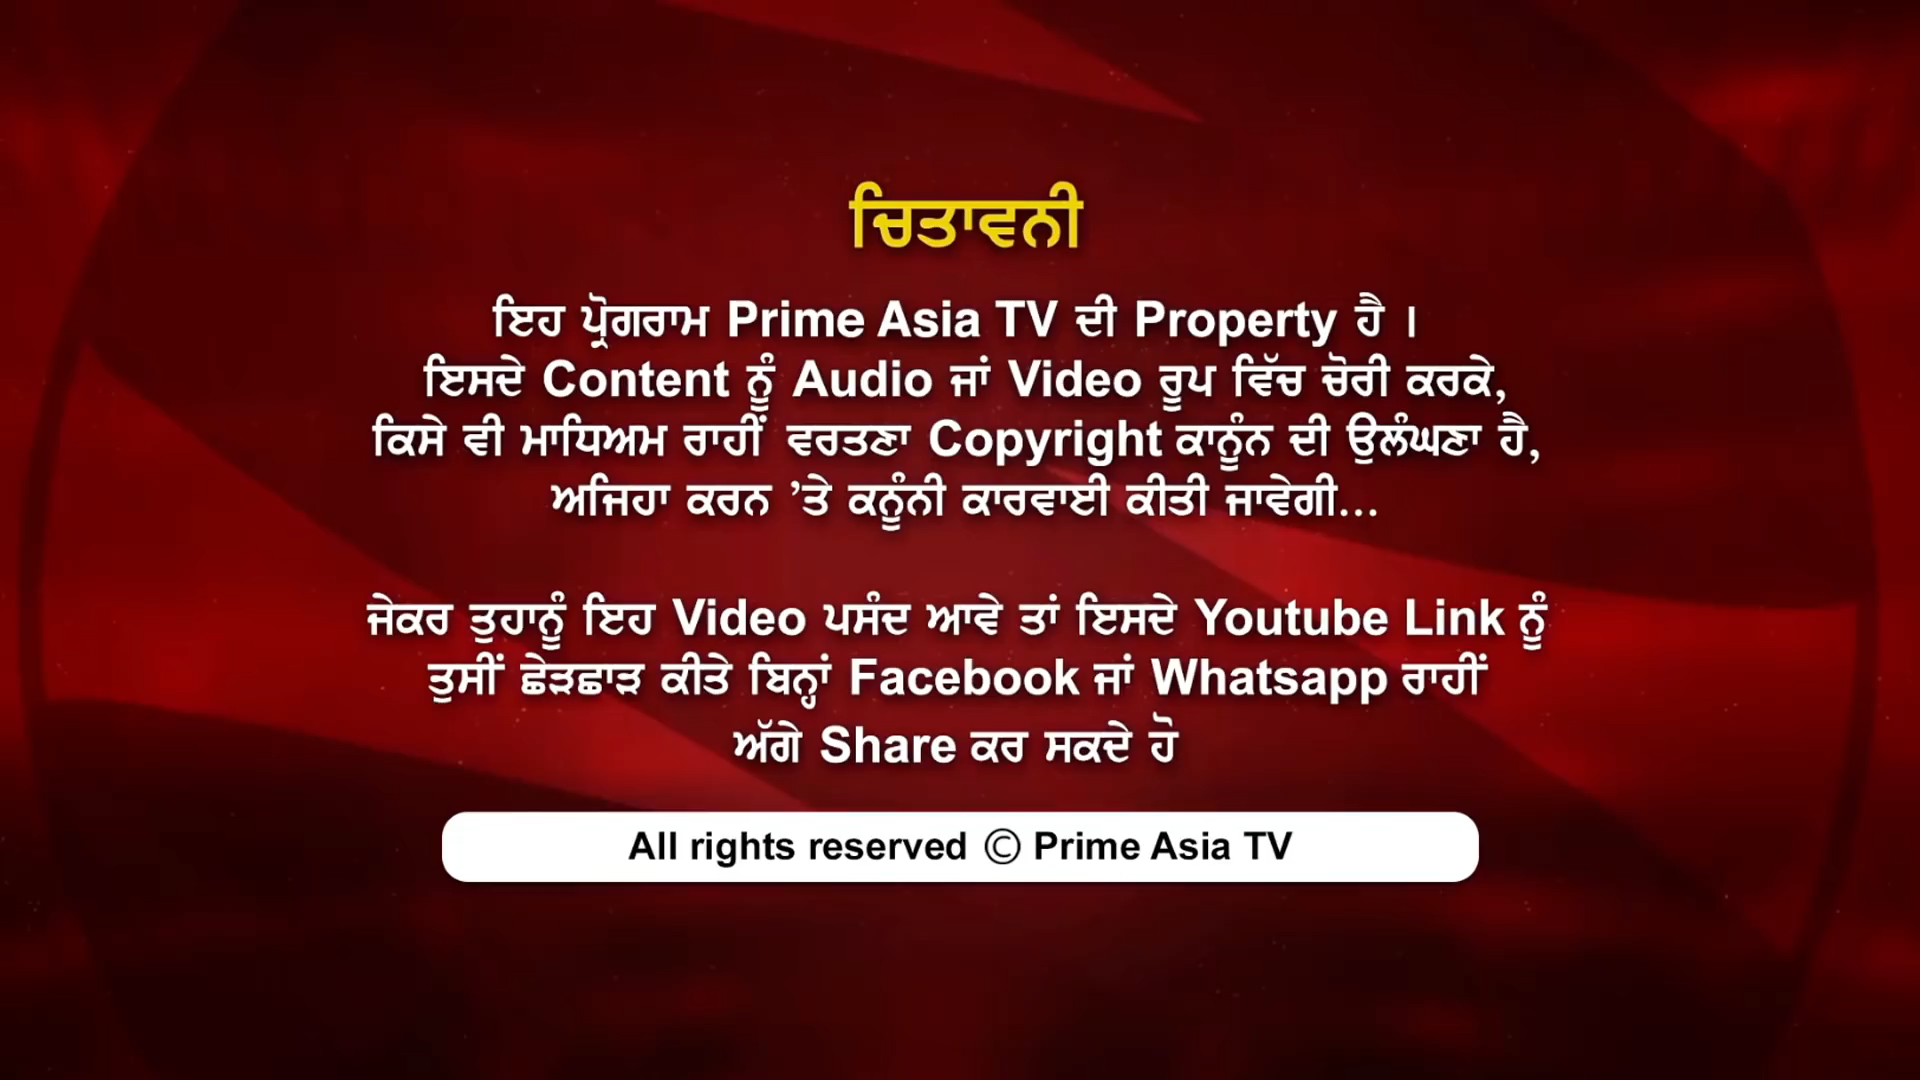 ਚਿਤਾਵਨੀ
ਇਹ ਪ੍ਰੋਗਰਾਮ Prime Asia TV ਦੀ Property ਹੈ ।
ਇਸਦੇ Content ਨੂੰ Audio ਜਾਂ Video ਰੂਪ ਵਿੱਚ ਚੋਰੀ ਕਰਕੇ,
ਕਿਸੇ ਵੀ ਮਾਧਿਅਮ ਰਾਹੀਂ ਵਰਤਣਾ Copyright ਕਾਨੂੰਨ ਦੀ ਉਲੰਘਣਾ ਹੈ,
ਅਜਿਹਾ ਕਰਨ ’ਤੇ ਕਨੂੰਨੀ ਕਾਰਵਾਈ ਕੀਤੀ ਜਾਵੇਗੀ...
ਜੇਕਰ ਤੁਹਾਨੂੰ ਇਹ Video ਪਸੰਦ ਆਵੇ ਤਾਂ ਇਸਦੇ Youtube Link ਨੂੰ
ਤੁਸੀਂ ਛੇੜਛਾੜ ਕੀਤੇ ਬਿਨ੍ਹਾਂ Facebook ਜਾਂ Whatsapp ਰਾਹੀਂ
ਅੱਗੇ Share ਕਰ ਸਕਦੇ ਹੋ
All rights reserved © Prime Asia TV